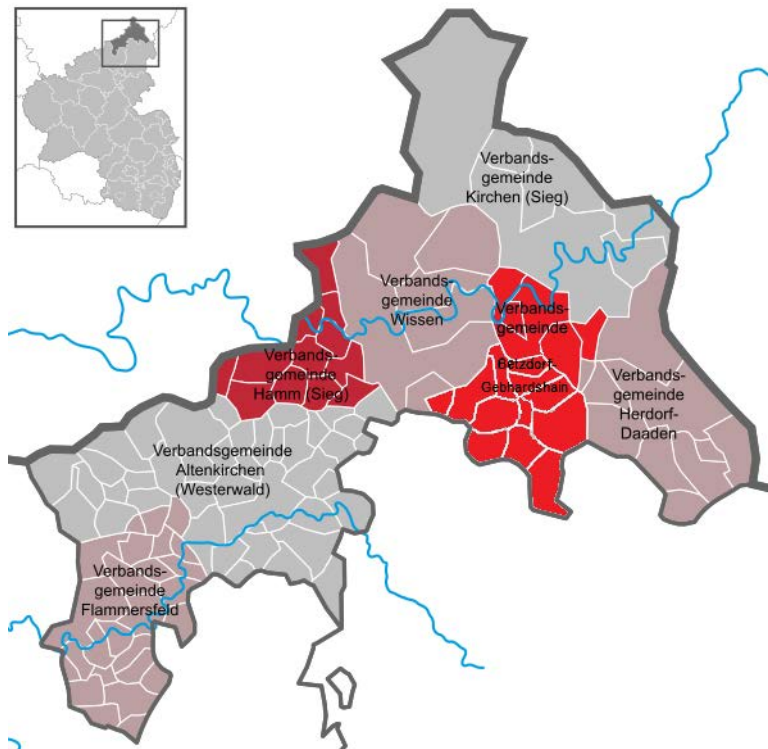 Verbands-
gemeinde
Kirchen (Sieg)
Verbands-
gemeinde
Wissen
Verbands-
gemeinde
Betzdorf-
Gebhardshain
Verbands-
gemeinde
Hamm (Sieg)
Verbands-
gemeinde
Herdorf-
Daaden
Verbandsgemeinde
Altenkirchen
(Westerwald)
Verbands-
gemeinde
Flammersfeld